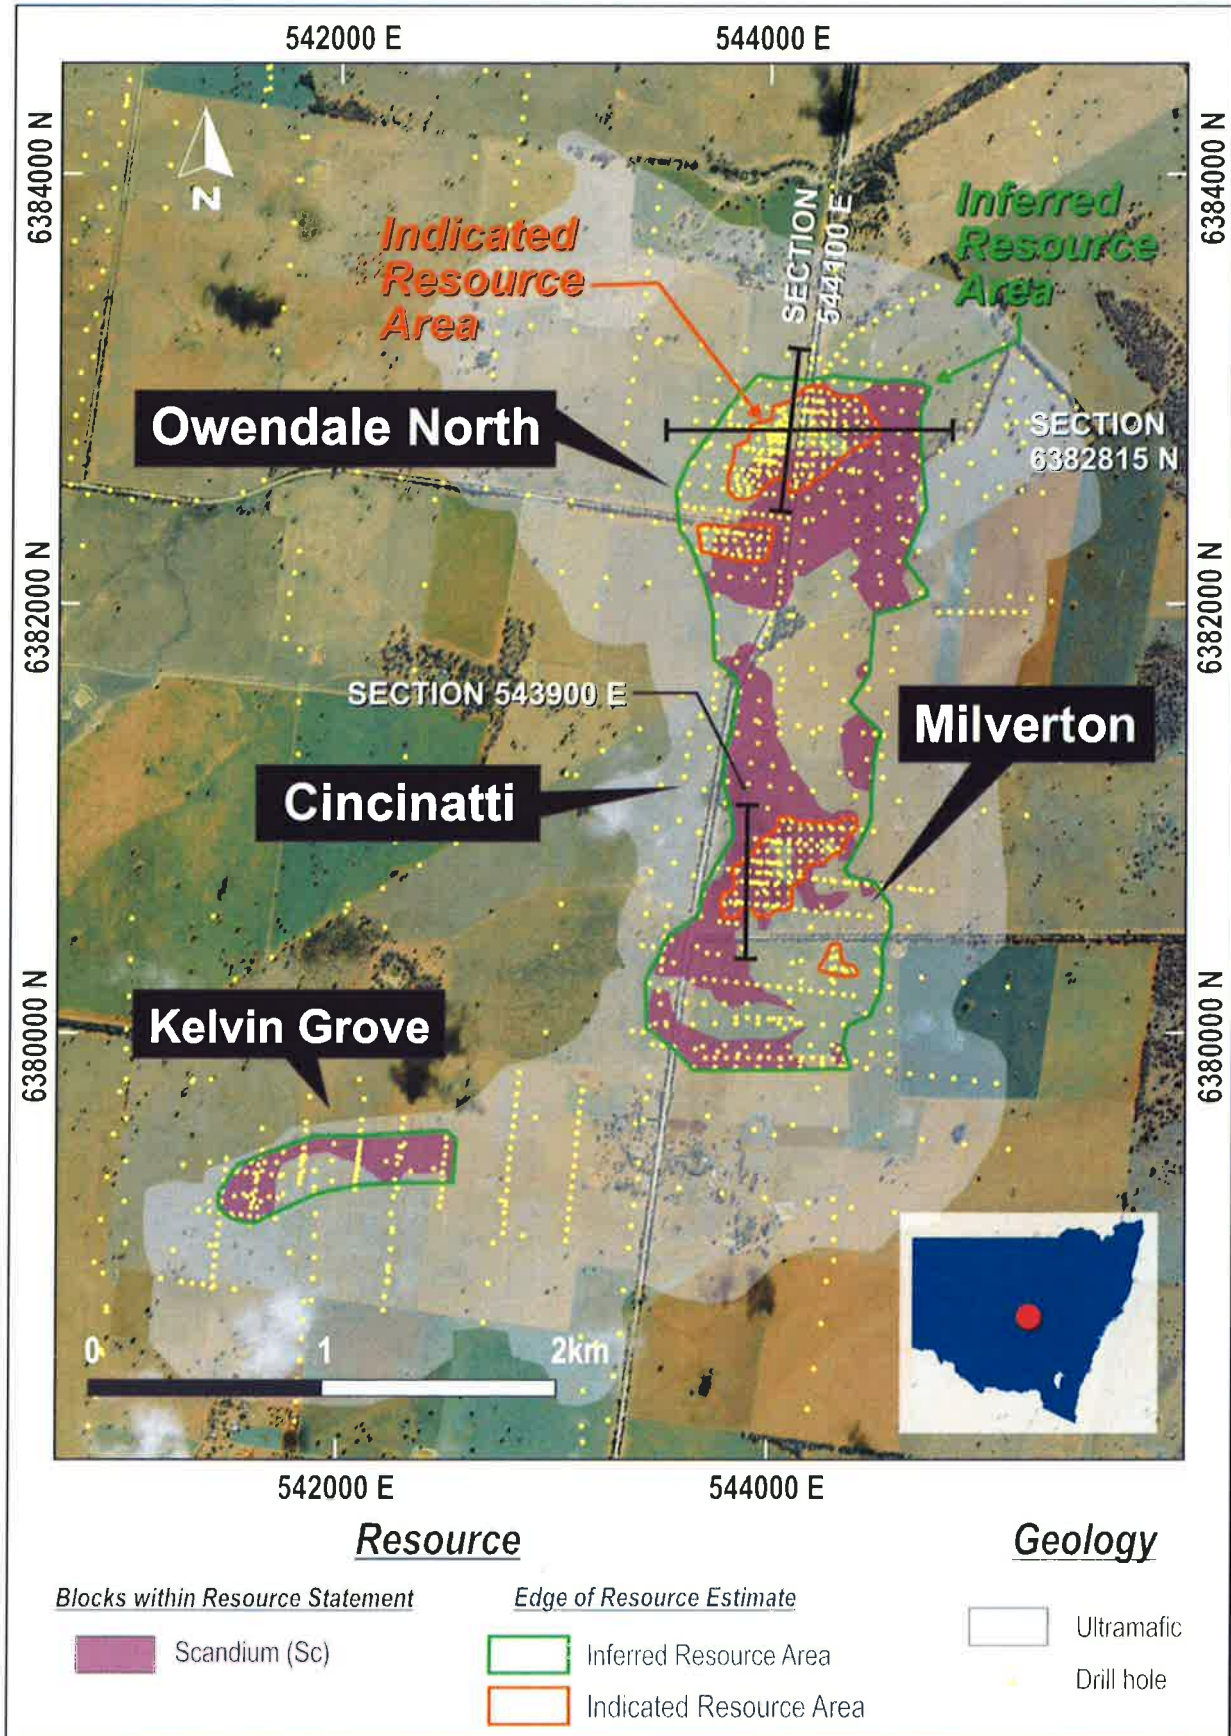 542000 E
544000 E
6384000 N
6384000 N
N
Indicated
Resource
Area
SECTION
544100 E
Inferred
Resource
Area
Owendale North
SECTION
6382815 N
6382000 N
6382000 N
SECTION 543900 E
Milverton
Cincinatti
6380000 N
6380000 N
Kelvin Grove
0
1
2km
542000 E
544000 E
Resource
Geology
Blocks within Resource Statement
Edge of Resource Estimate
Scandium (Sc)
Inferred Resource Area
Indicated Resource Area
Ultramafic
Drill hole